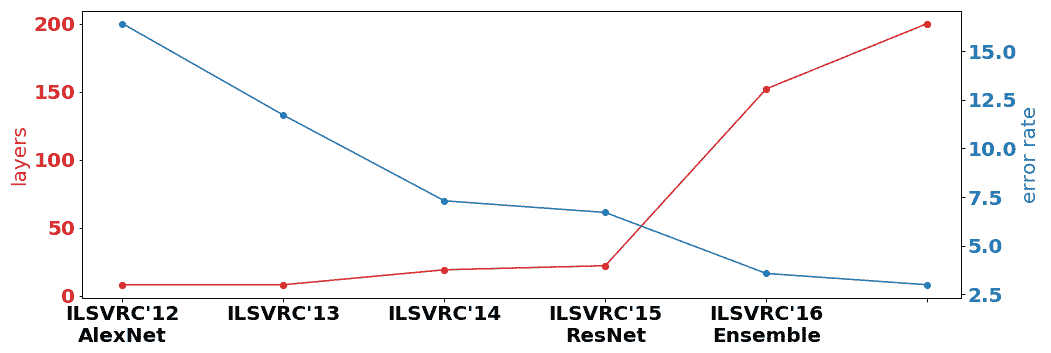 200
150
100
50
0
layers
15.0
12.5
10.0
7.5
5.0
2.5
error rate
ILSVRC'12 ILSVRC'13 ILSVRC'14 ILSVRC'15 ILSVRC'16
AlexNet ResNet Ensemble